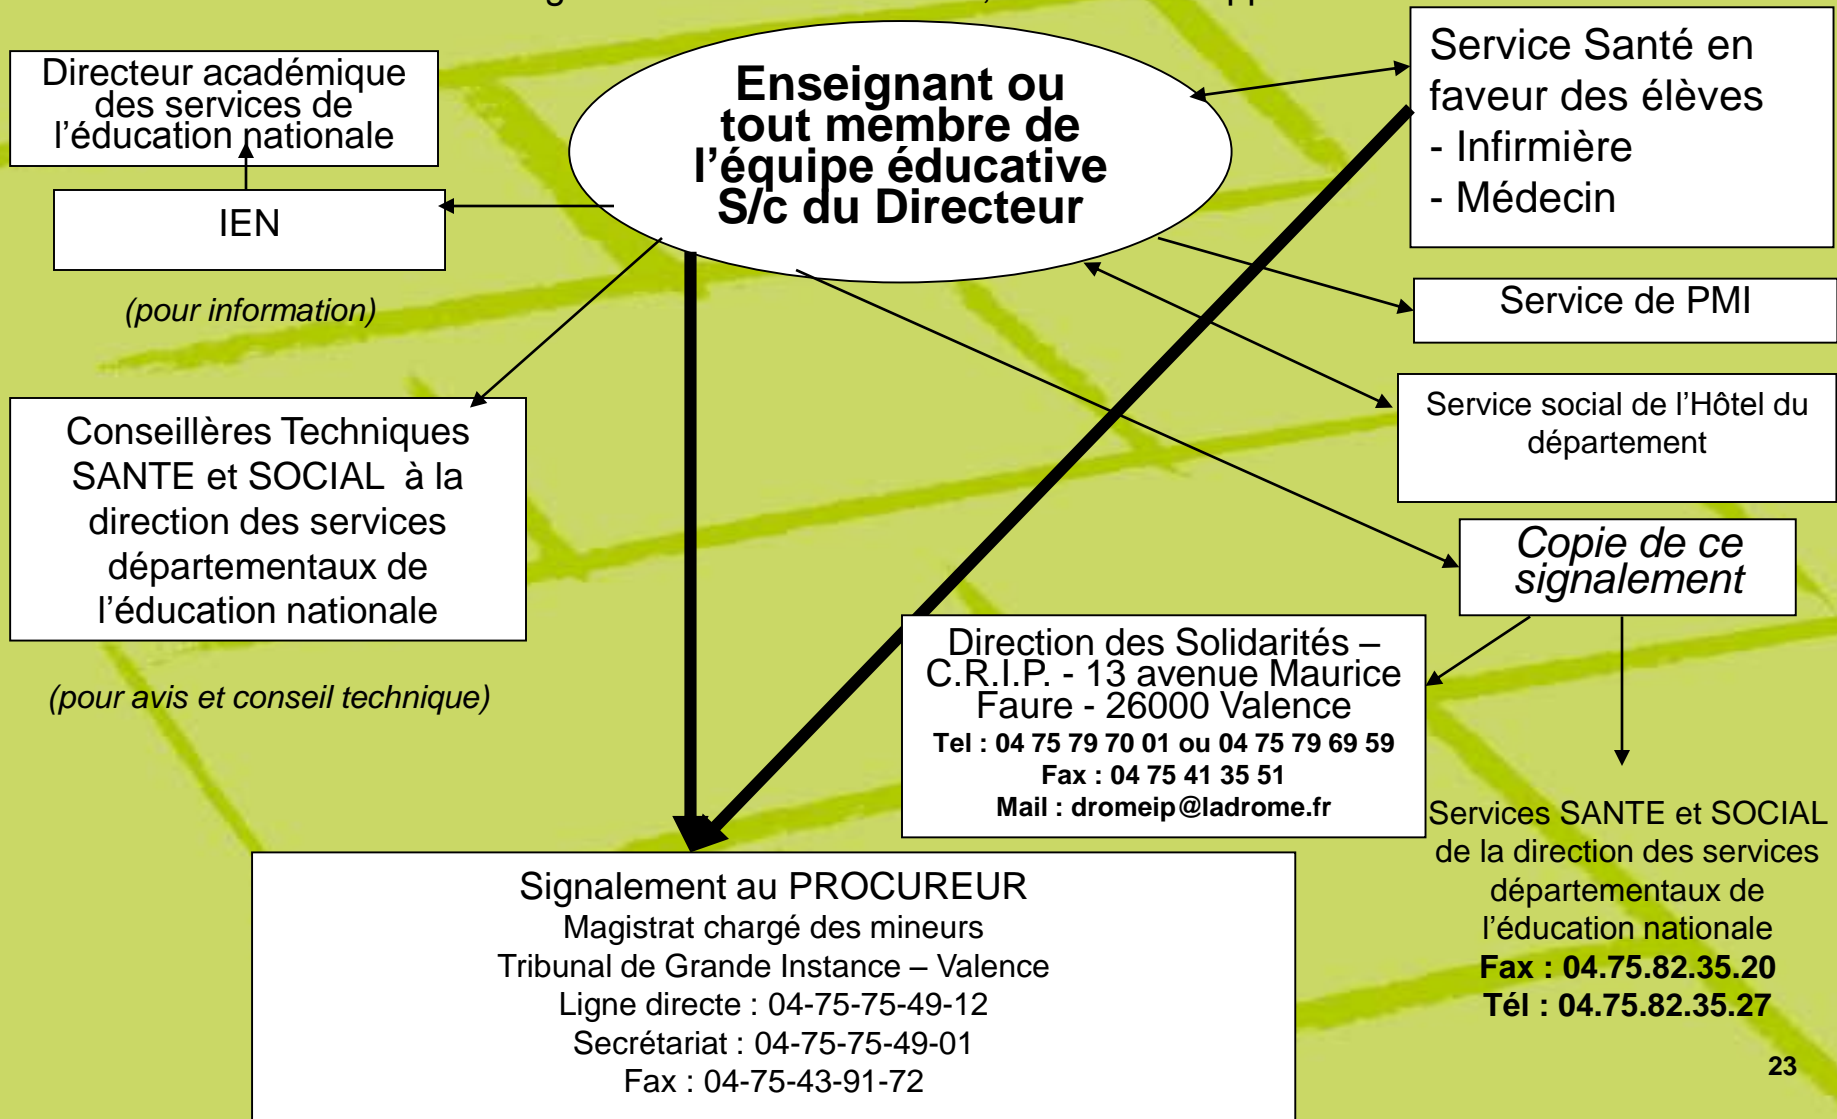 Directeur académique
des services de
l'éducation nationale
IEN
(pour information)
Enseignant ou
tout membre de
l'équipe éducative
S/c du Directeur
Service Santé en
faveur des élèves
- Infirmière
- Médecin
Service de PMI
Service social de l'Hôtel du
département
Conseillères Techniques
SANTE et SOCIAL à la
direction des services
départementaux de
l'éducation nationale
(pour avis et conseil technique)
Copie de ce
signalement
Direction des Solidarités –
C.R.I.P. - 13 avenue Maurice
Faure - 26000 Valence
Tel : 04 75 79 70 01 ou 04 75 79 69 59
Fax : 04 75 41 35 51
Mail : dromeip@ladrome.fr
Services SANTE et SOCIAL
de la direction des services
départementaux de
l'éducation nationale
Fax : 04.75.82.35.20
Tél : 04.75.82.35.27
Signalement au PROCUREUR
Magistrat chargé des mineurs
Tribunal de Grande Instance – Valence
Ligne directe : 04-75-75-49-12
Secrétariat : 04-75-75-49-01
Fax : 04-75-43-91-72
23